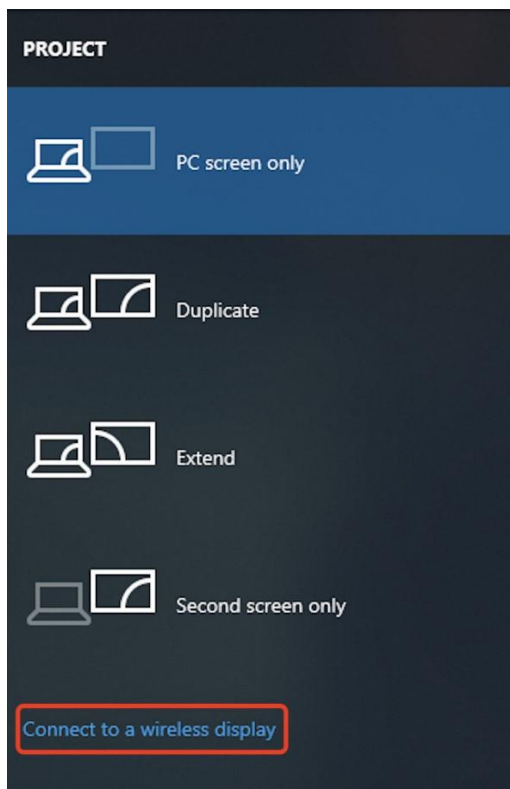 PROJECT
PC screen only
Duplicate
Extend
Second screen only
Connect to a wireless display